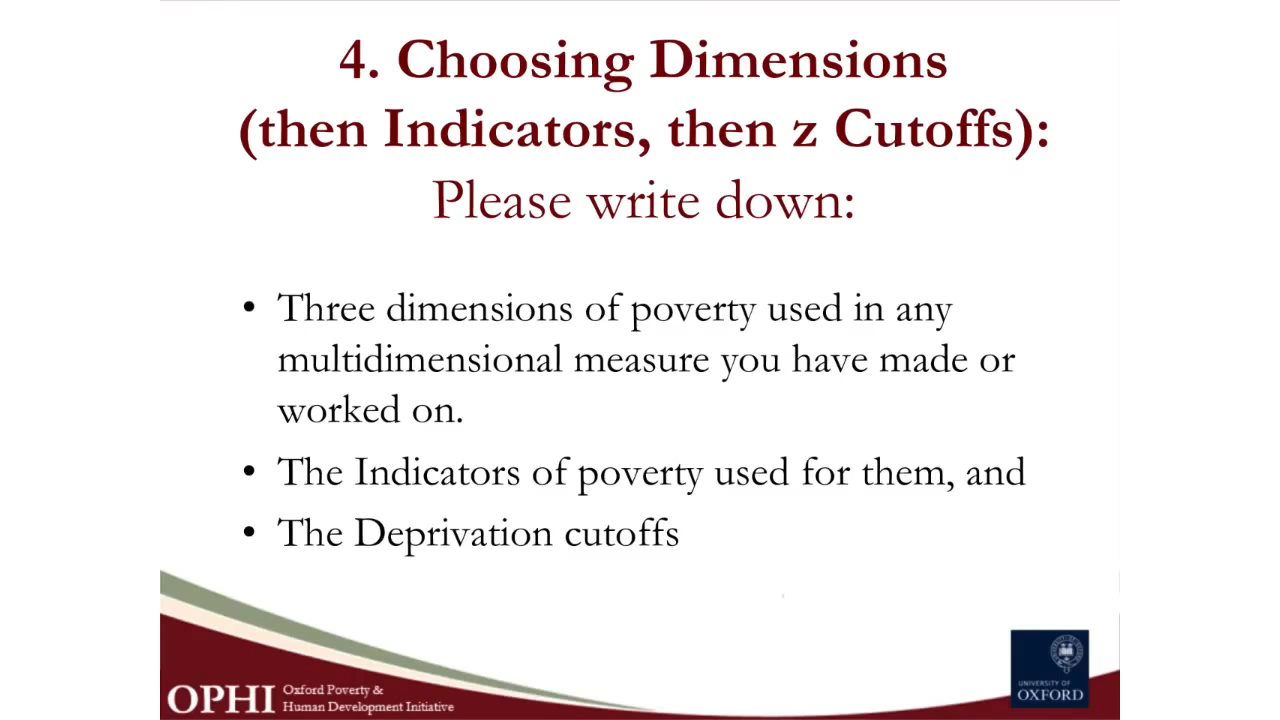 4. Choosing Dimensions
(then Indicators, then z Cutoffs):
Please write down:
• Three dimensions of poverty used in any
multidimensional measure you have made or
worked on.
• The Indicators of poverty used for them, and
• The Deprivation cutoffs
OPHI
Oxford Poverty &
Human Development Initiative
UNIVERSITY OF
OXFORD